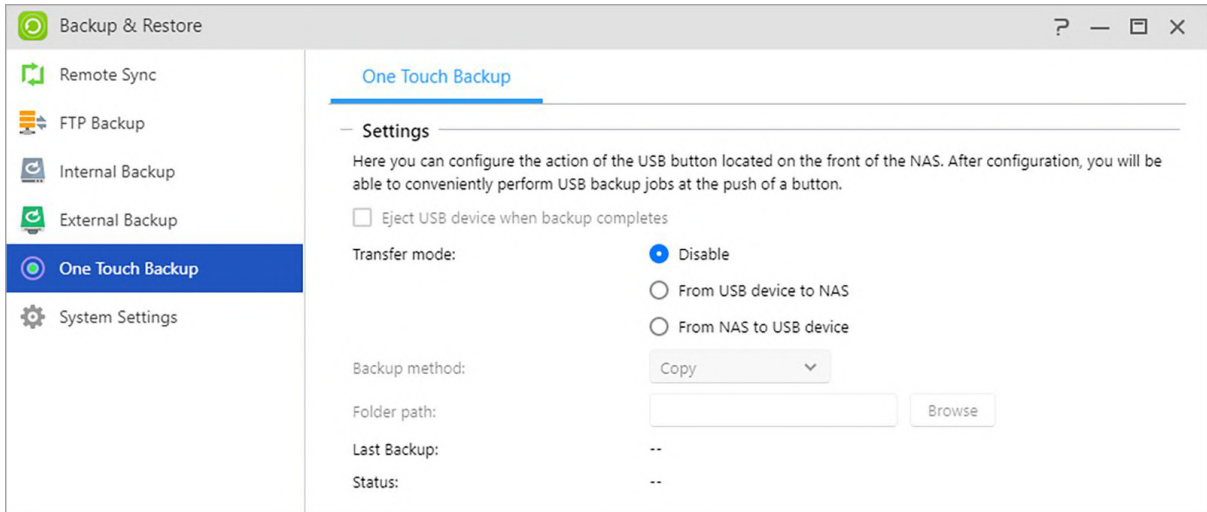 Backup & Restore
Remote Sync
FTP Backup
Internal Backup
External Backup
One Touch Backup
System Settings
One Touch Backup
Settings
Here you can configure the action of the USB button located on the front of the NAS. After configuration, you will be
able to conveniently perform USB backup jobs at the push of a button.
Eject USB device when backup completes
Transfer mode:
Disable
From USB device to NAS
From NAS to USB device
Backup method:
Copy
Folder path:
Browse
Last Backup:
--
Status:
--